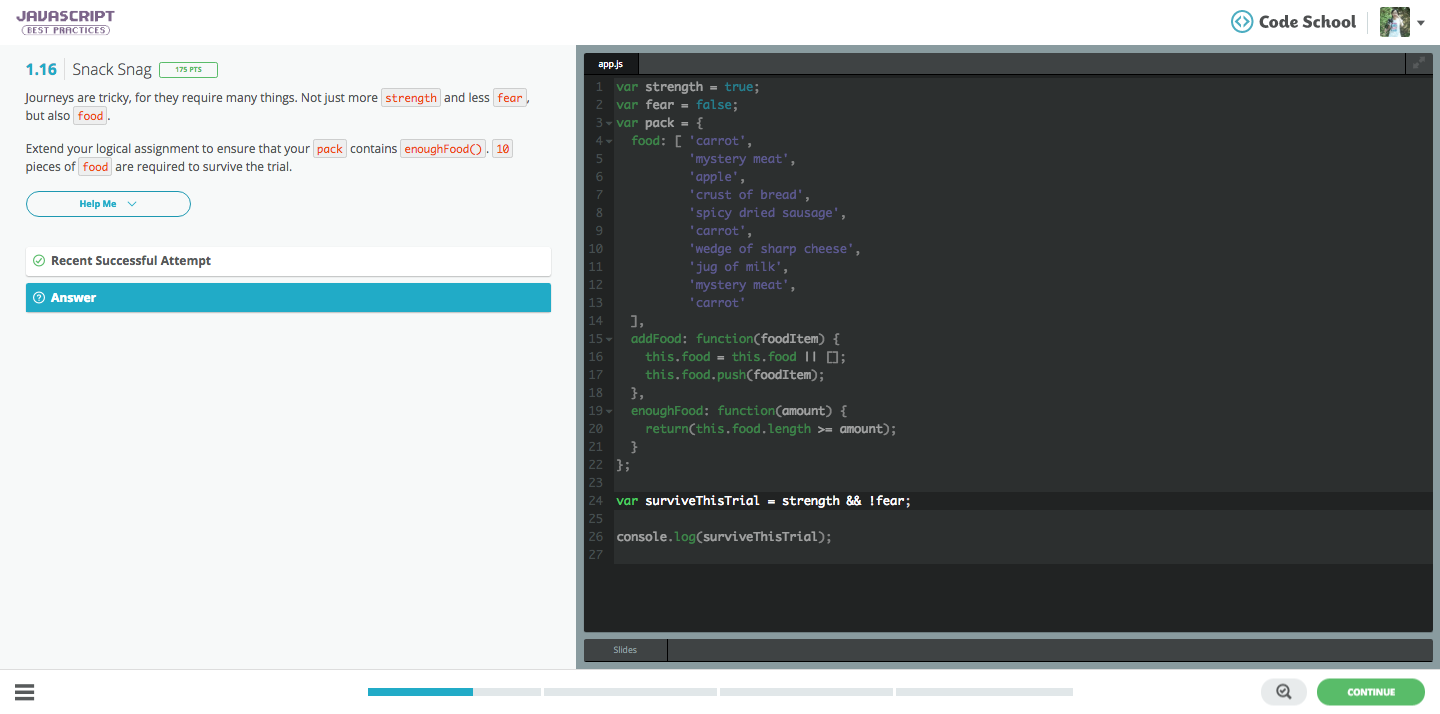 JAVASCRIPT
BEST PRACTICES
Code School
1.16 Snack Snag 175 PTS
Journeys are tricky, for they require many things. Not just more strength and less fear,
but also food.
Extend your logical assignment to ensure that your pack contains enoughFood(). 10
pieces of food are required to survive the trial.
Help Me
Recent Successful Attempt
Answer
app.js
1 var strength = true;
2 var fear = false;
3 var pack = {
4 food: [ 'carrot',
5 'mystery meat',
6 'apple',
7 'crust of bread',
8 'spicy dried sausage',
9 'carrot',
10 'wedge of sharp cheese',
11 'jug of milk',
12 'mystery meat',
13 'carrot'
14 ],
15 addFood: function(foodItem) {
16 this.food = this.food || [];
17 this.food.push(foodItem);
18 },
19 enoughFood: function(amount) {
20 return(this.food.length >= amount);
21 }
22 };
23
24 var surviveThisTrial = strength && !fear;
25
26 console.log(surviveThisTrial);
27
Slides
CONTINUE